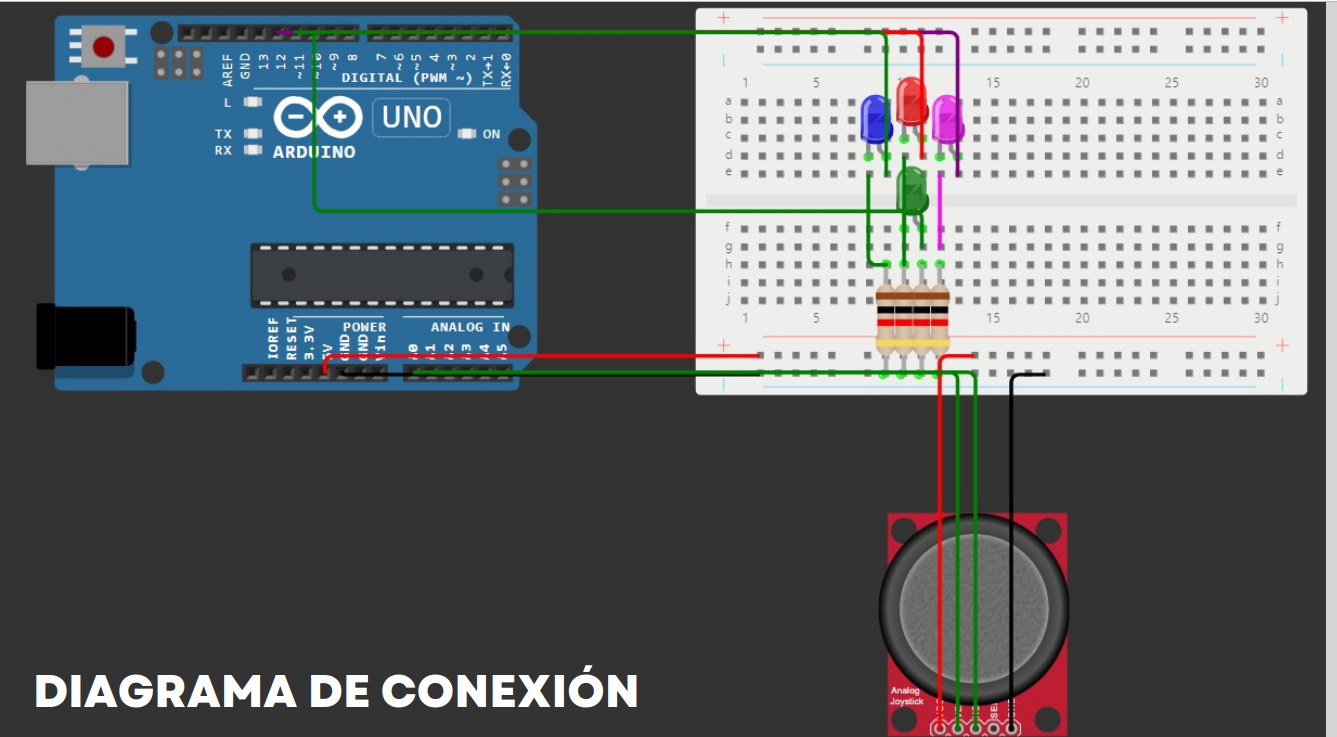 1 5 10 15 20 25 30
AREF
GND
13
12
~11
~10
~9
8
7
~6
~5
4
~3
2
TX→1
RX←0
DIGITAL (PWM ~)
L
TX
RX
UNO
ON
ARDUINO
a
b
c
d
e
a
b
c
d
e
f
g
h
i
j
f
g
h
i
j
1 5 15 20 25 30
IOREF
RESET
3.3V
5V
GND
GND
Vin
POWER
ANALOG IN
A0
A1
A2
A3
A4
A5
Analog
Joystick
DIAGRAMA DE CONEXIÓN